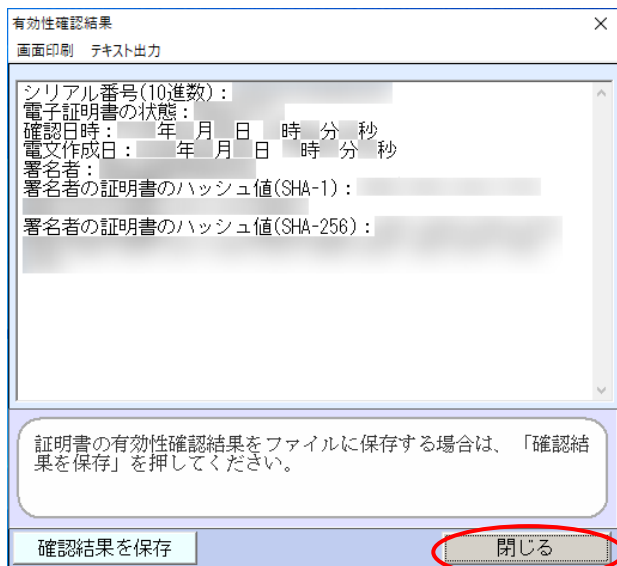 有効性確認結果
画面印刷 テキスト出力
シリアル番号(10進数)：
電子証明書の状態：
確認日時： 年 月 日 時 分 秒
電文作成日： 年 月 日 時 分 秒
署名者：
署名者の証明書のハッシュ値(SHA-1)：
署名者の証明書のハッシュ値(SHA-256)：
証明書の有効性確認結果をファイルに保存する場合は、「確認結
果を保存」を押してください。
確認結果を保存 閉じる